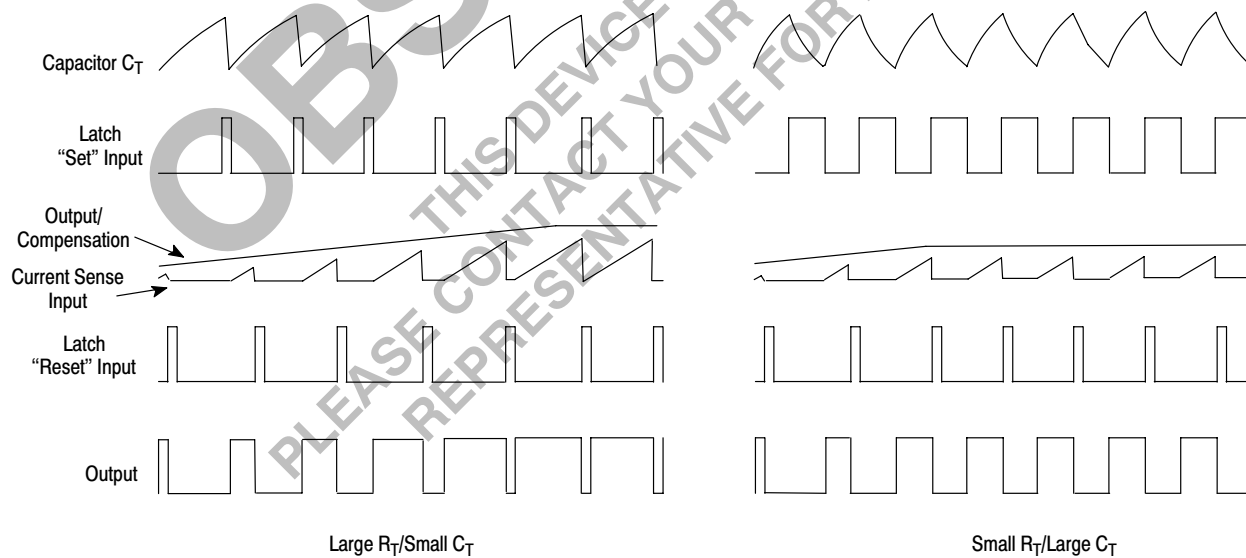 Capacitor C_T
Latch
“Set” Input
Output/
Compensation
Current Sense
Input
Latch
“Reset” Input
Output
Large R_T/Small C_T
Small R_T/Large C_T
OBS
THIS DEVICE
PLEASE CONTACT YOUR
REPRESENTATIVE FOR